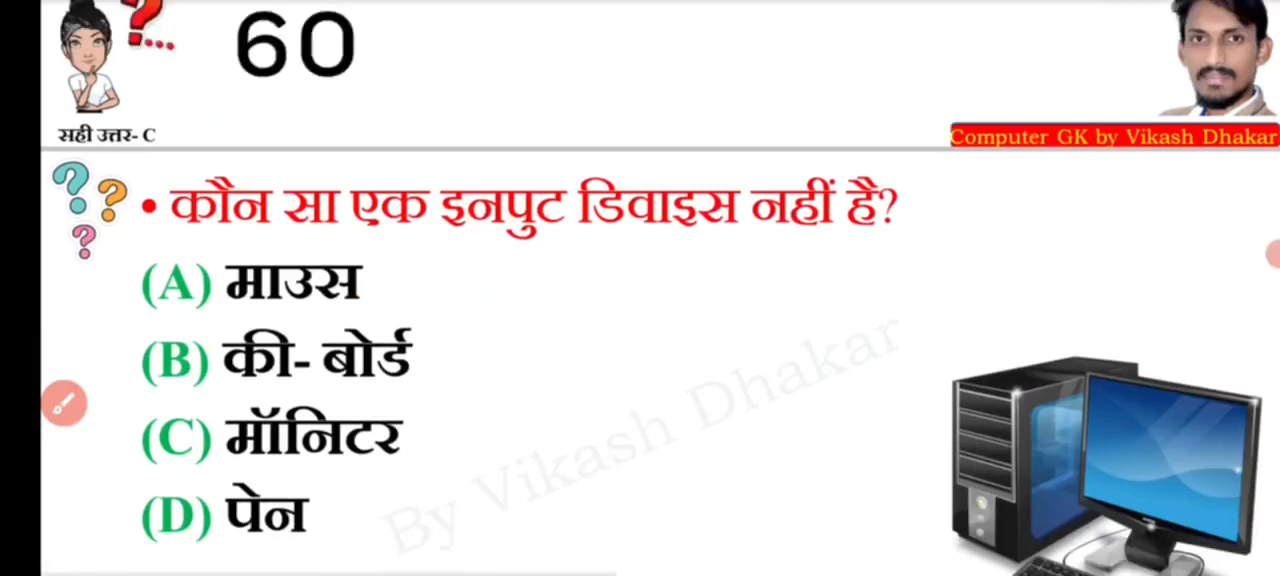 60
सही उत्तर- C
Computer GK by Vikash Dhakar
• कौन सा एक इनपुट डिवाइस नहीं है?
(A) माउस
(B) की- बोर्ड
(C) मॉनिटर
(D) पेन
By Vikash Dhakar